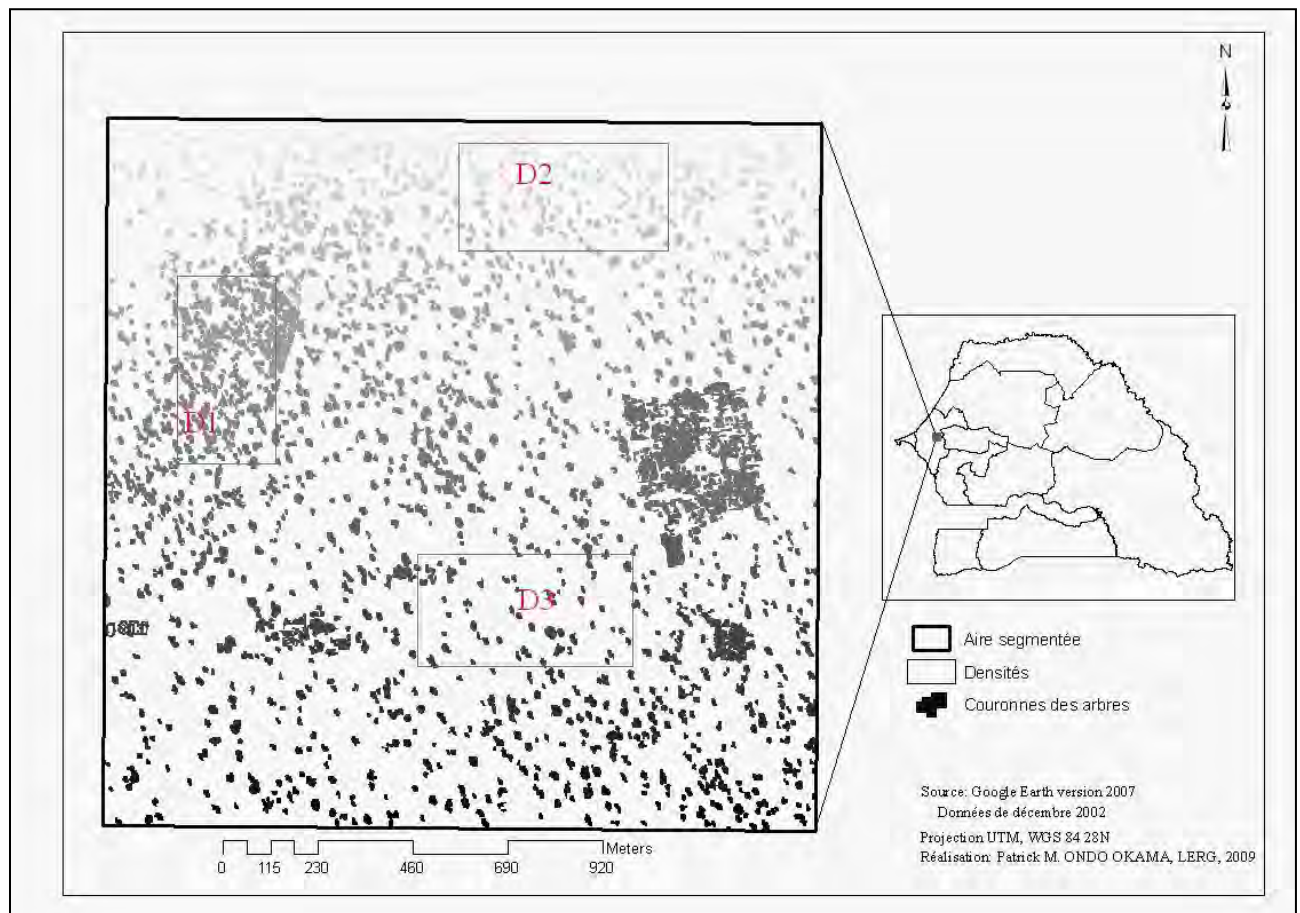 N
D2
D1
D3
Aire segmentée
Densités
Couronnes des arbres
Source: Google Earth version 2007
Données de décembre 2002
Projection UTM, WGS 84 28N
Réalisation: Patrick M. ONDO OKAMA, LERG, 2009
Meters
0 115 230 460 690 920